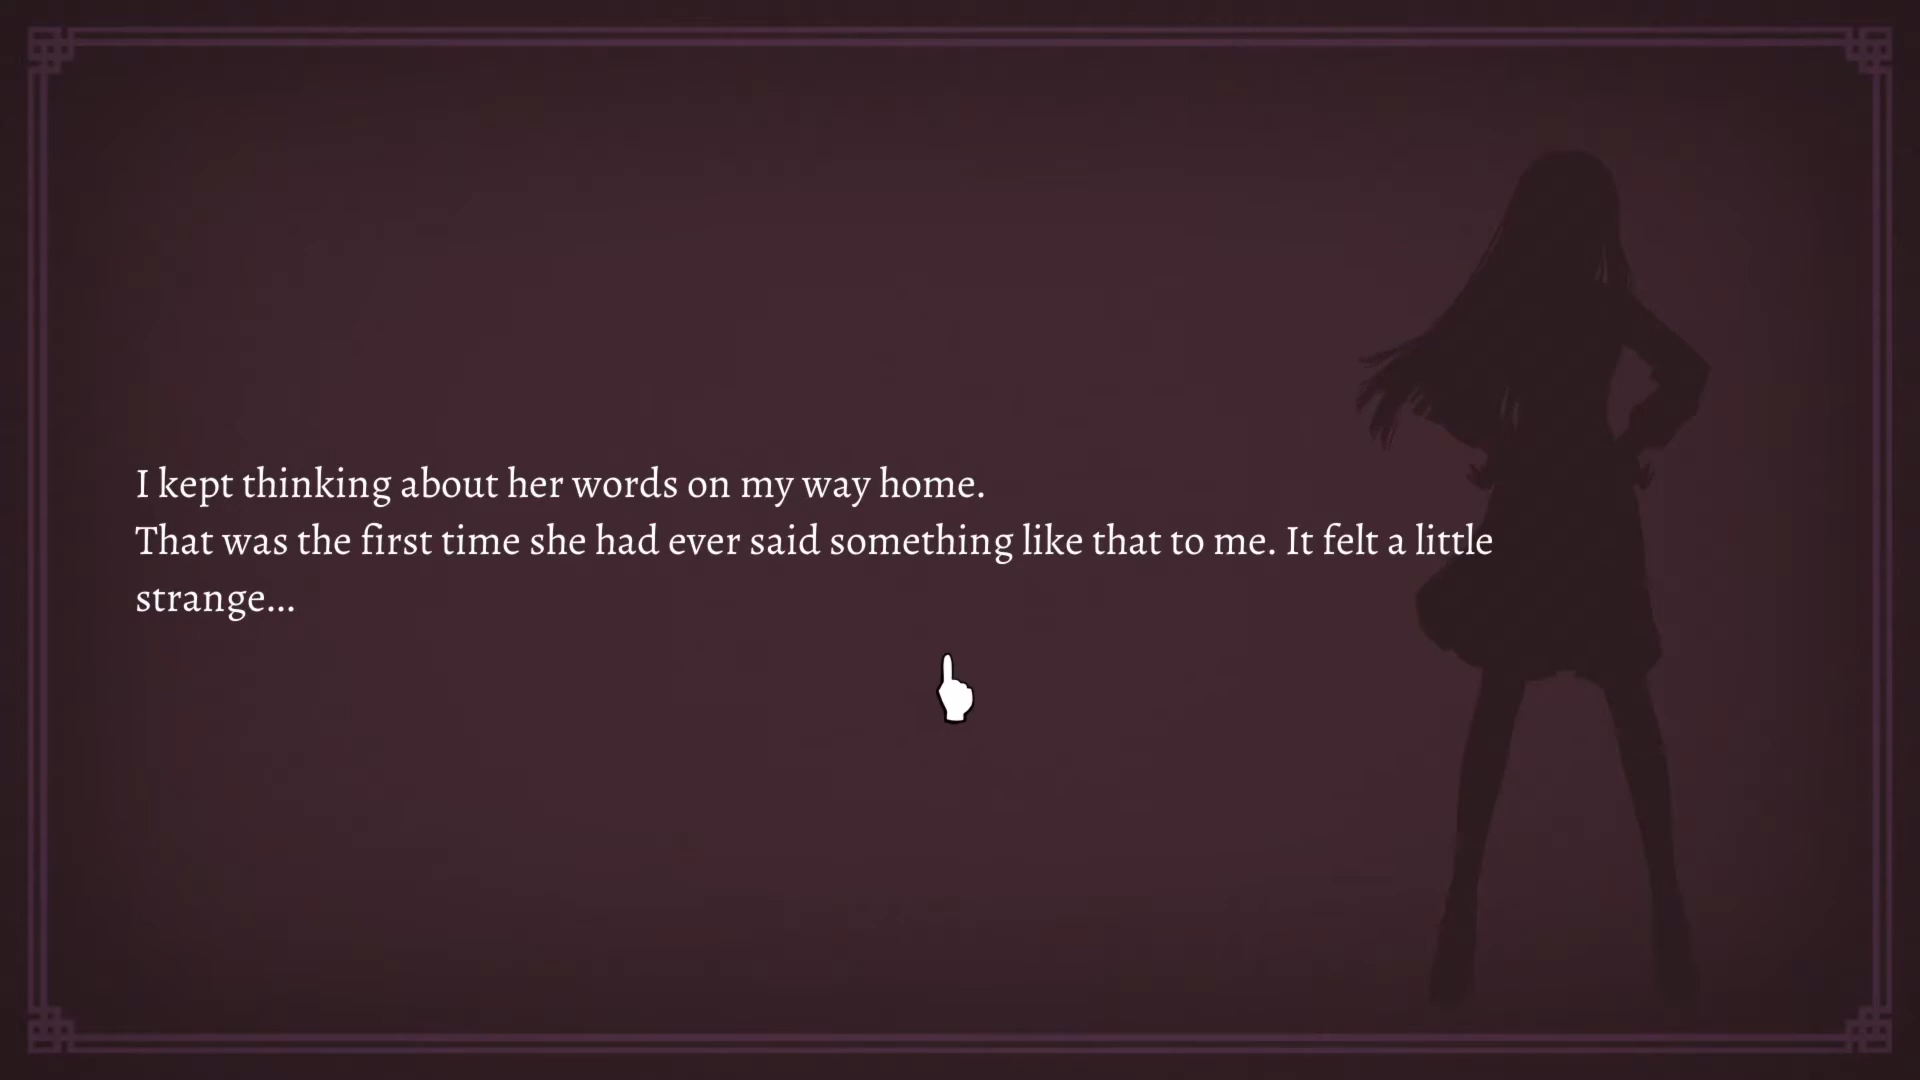 I kept thinking about her words on my way home.
That was the first time she had ever said something like that to me. It felt a little
strange...